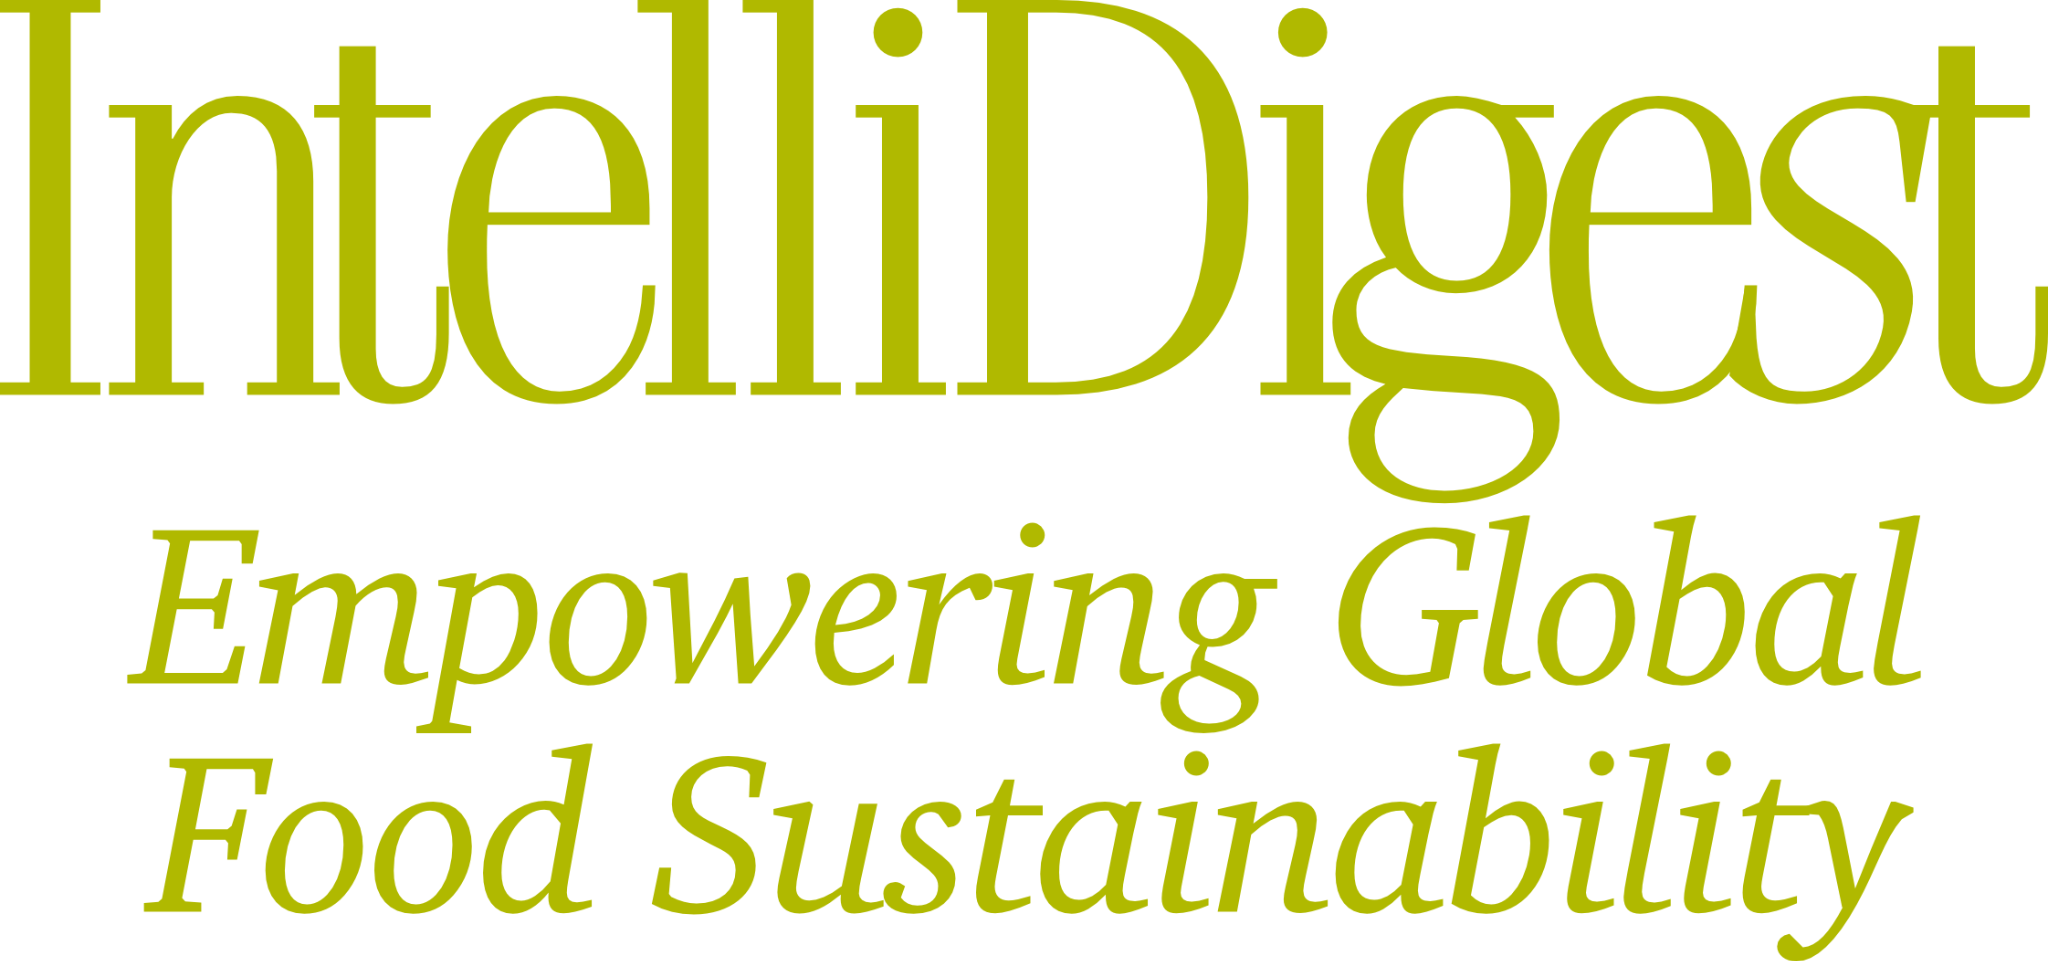 IntelliDigest
Empowering Global
Food Sustainability